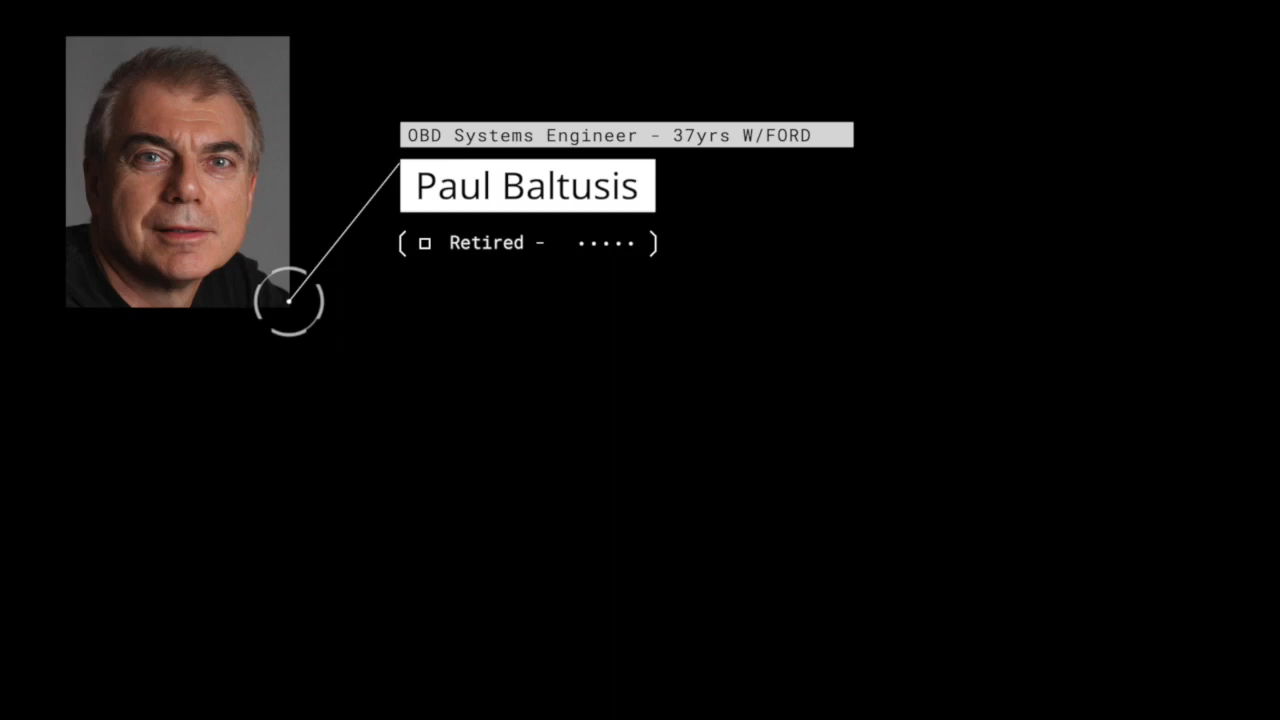 OBD Systems Engineer - 37yrs W/FORD
Paul Baltusis
Retired - .....